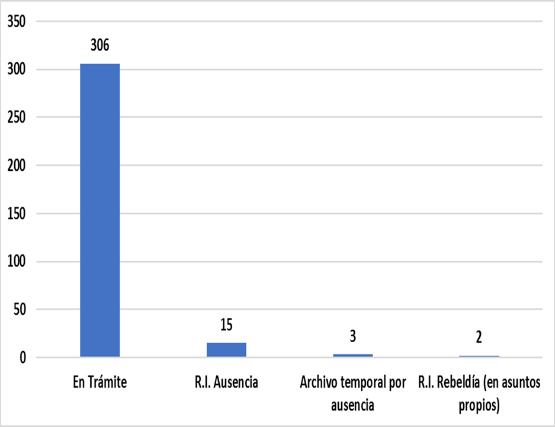 350
306
300
250
200
150
100
50
15
3
2
0
En Trámite
R.I. Ausencia
Archivo temporal por
ausencia
R.I. Rebeldía (en asuntos
propios)